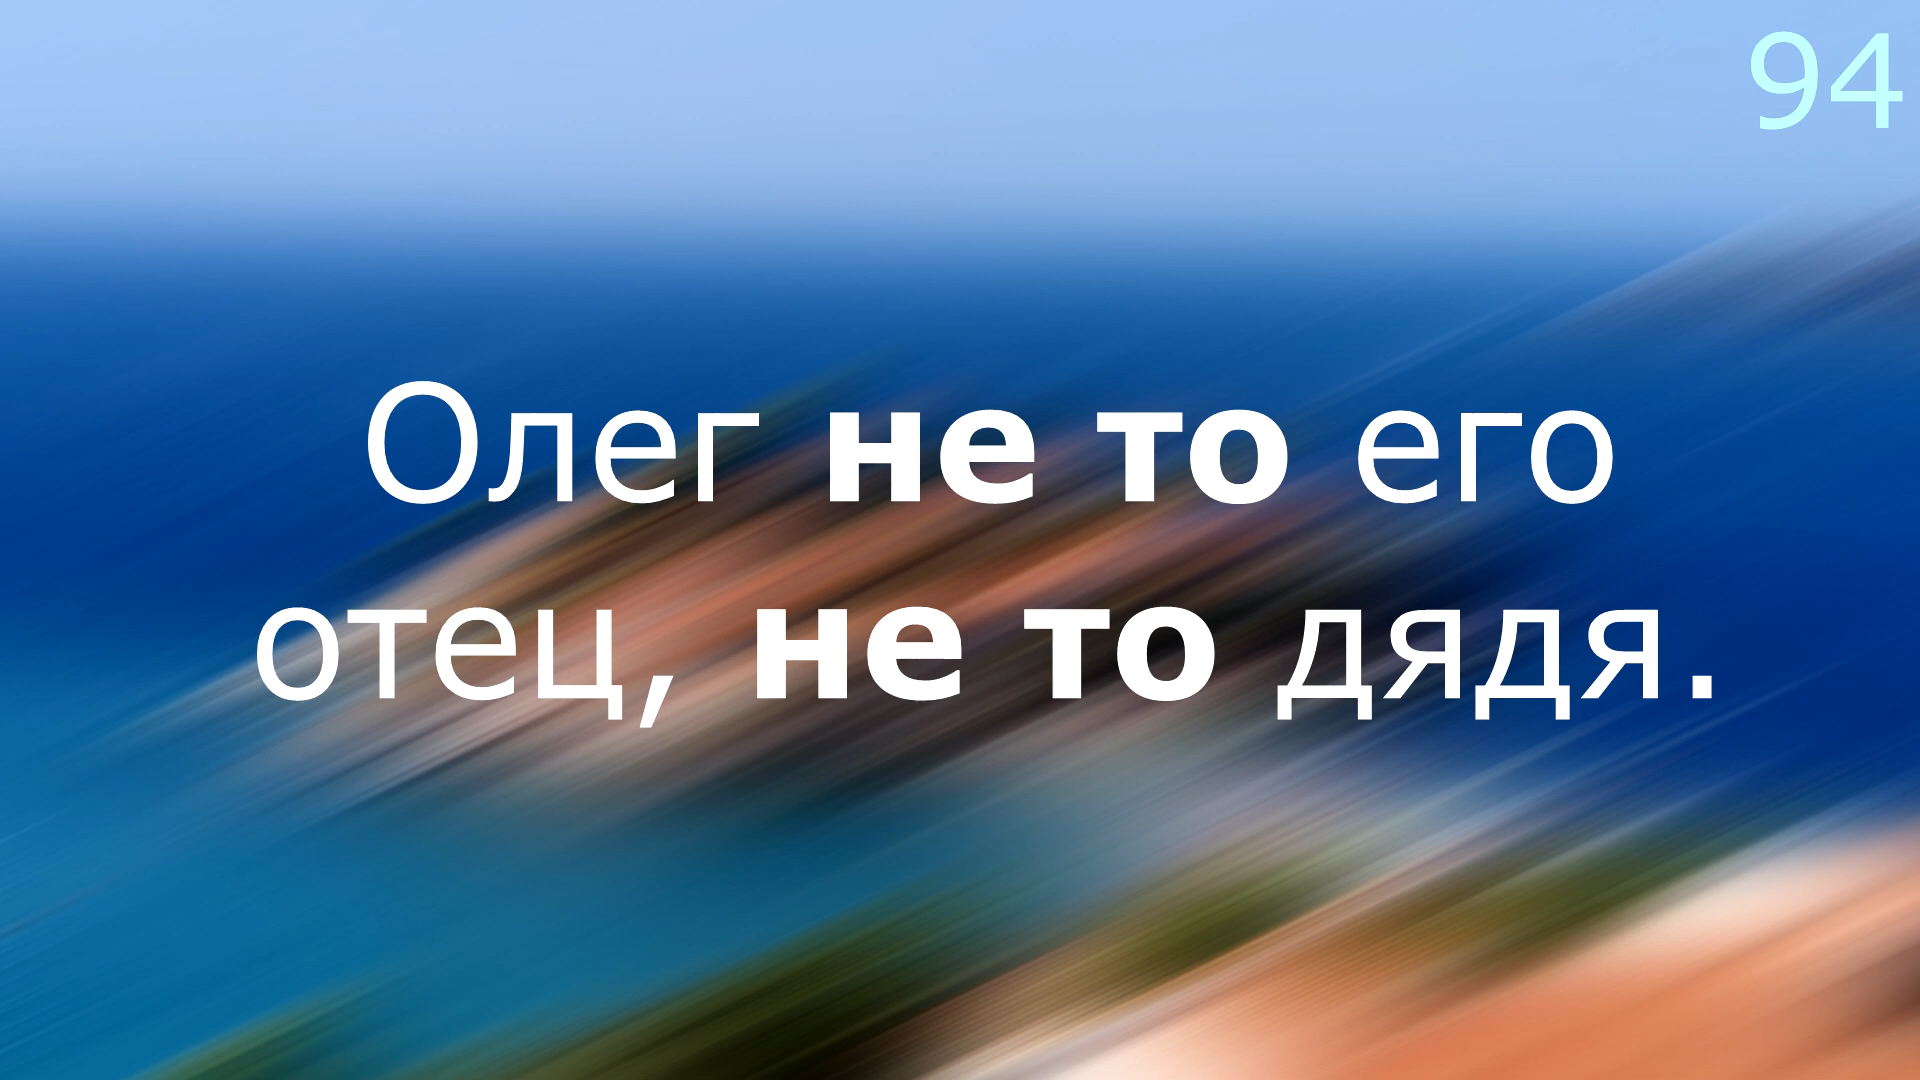 94
Олег не то его
отец, не то дядя.